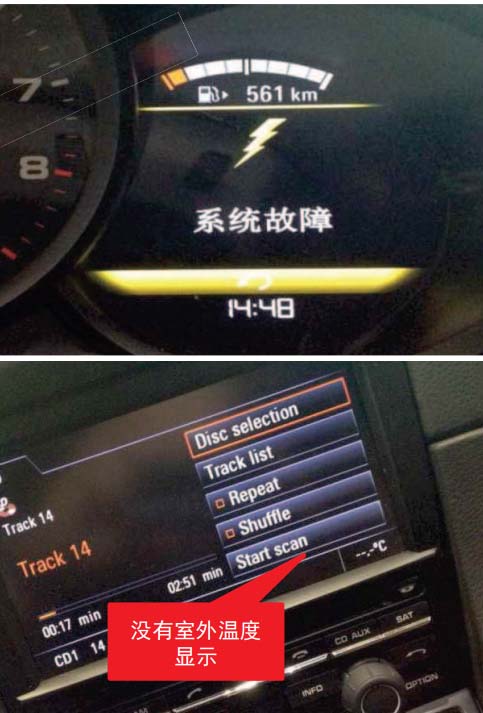 7
561 km
8
系统故障
14:48
Disc selection
Track list
Repeat
Shuffle
Start scan
Track 14
Track 14
02:51 min
00:17 min
--.-°C
CD1 14
没有室外温度
显示
CD AUX
SAT
INFO
OPTION